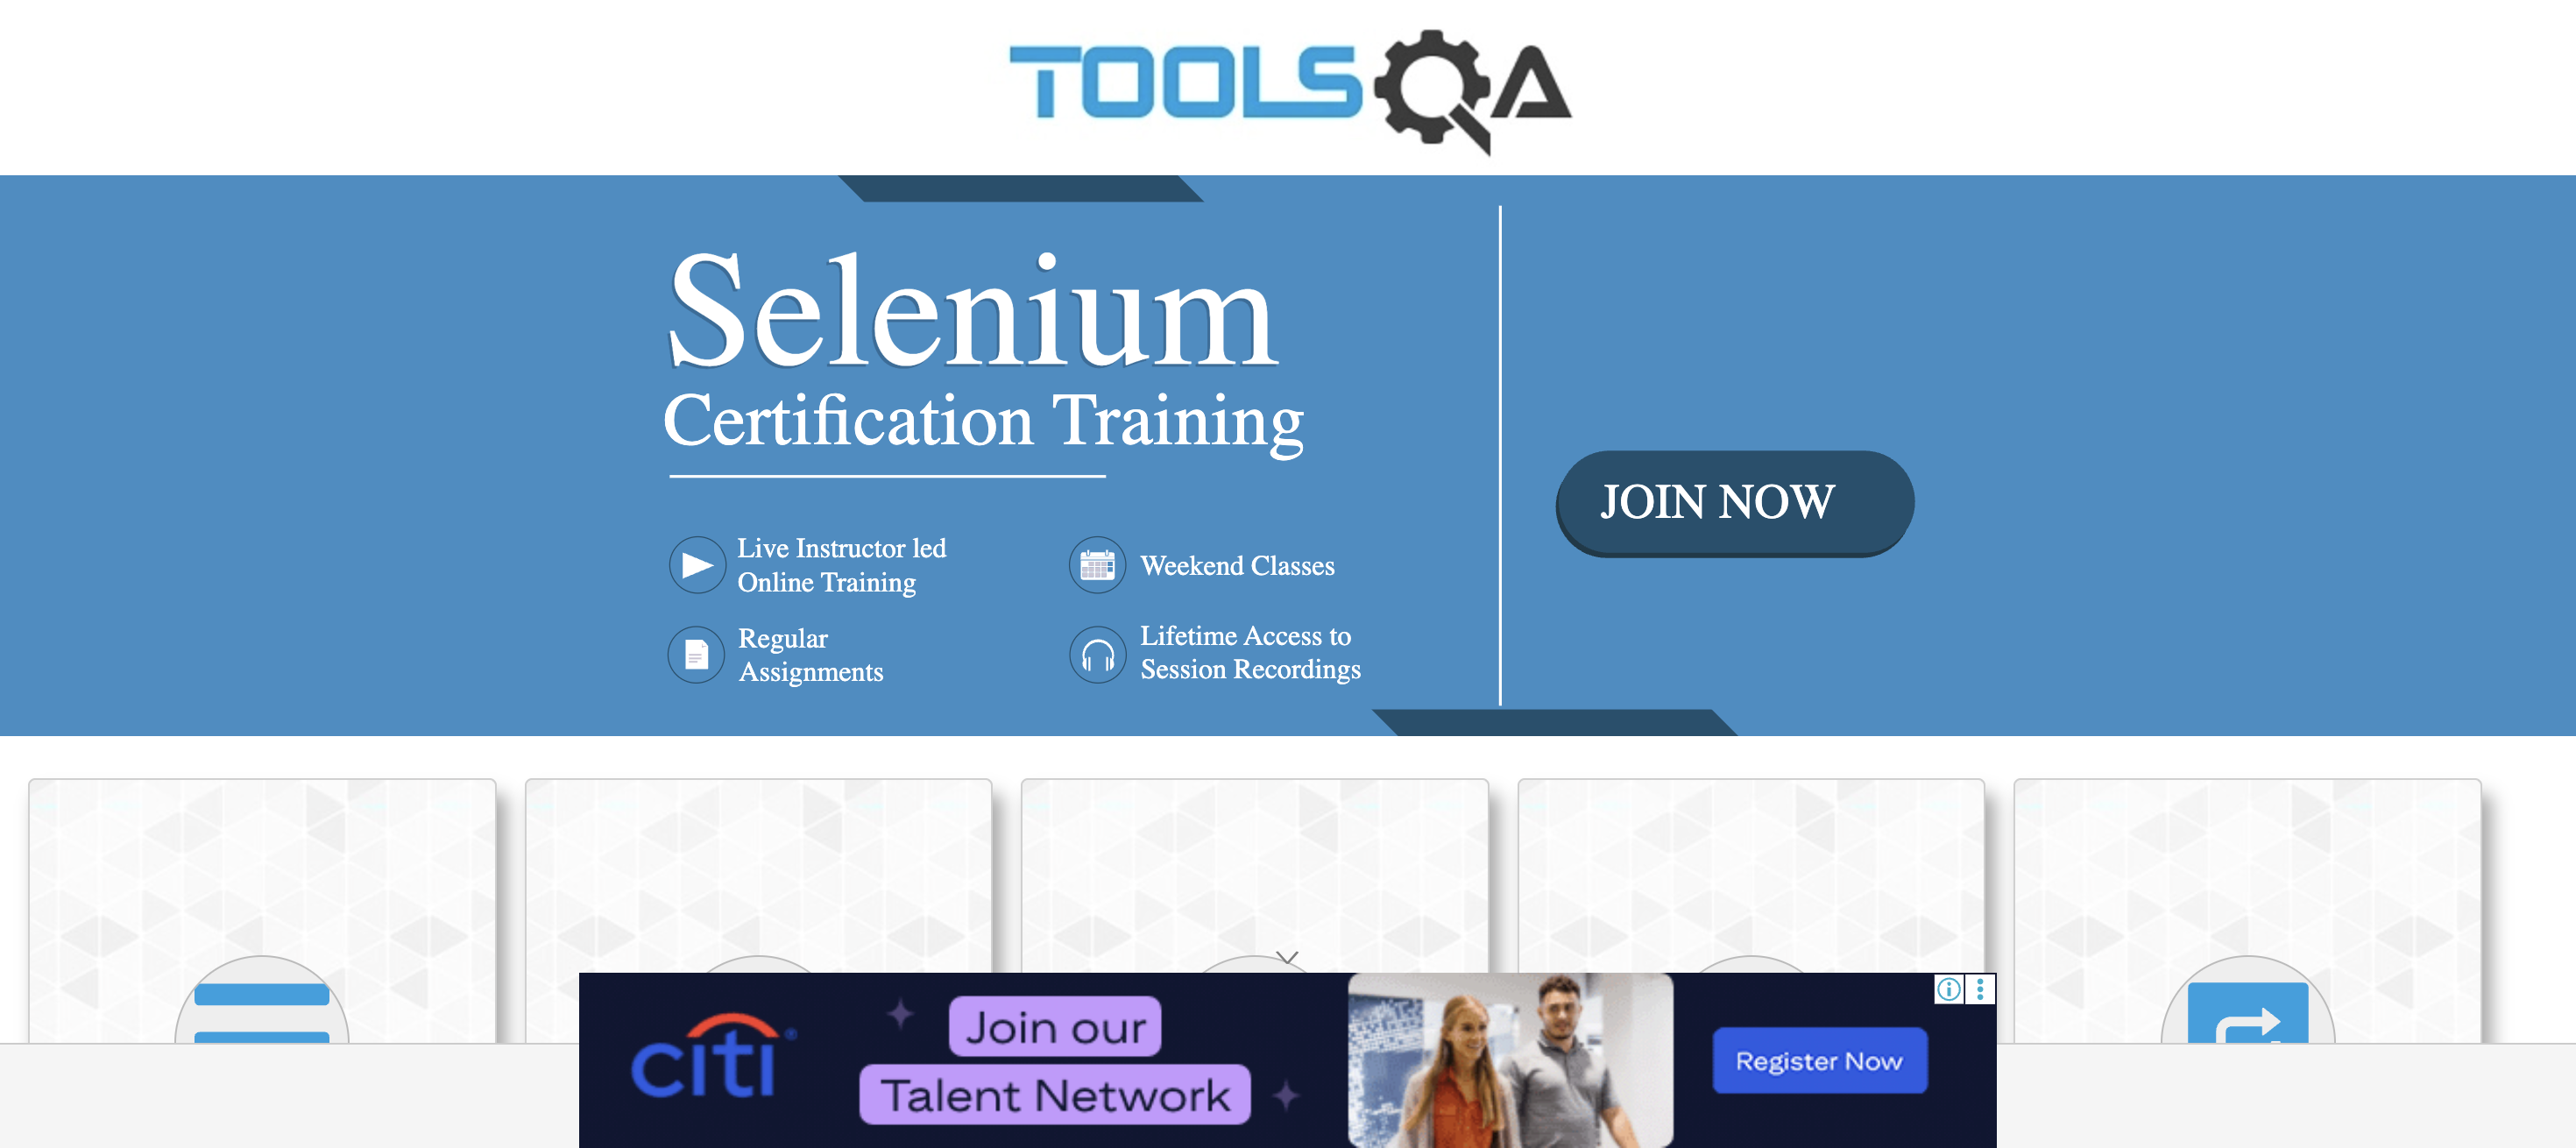 TOOLSQA
Selenium
Certification Training
Live Instructor led
Online Training
Weekend Classes
Regular
Assignments
Lifetime Access to
Session Recordings
JOIN NOW
citi®
Join our
Talent Network
Register Now